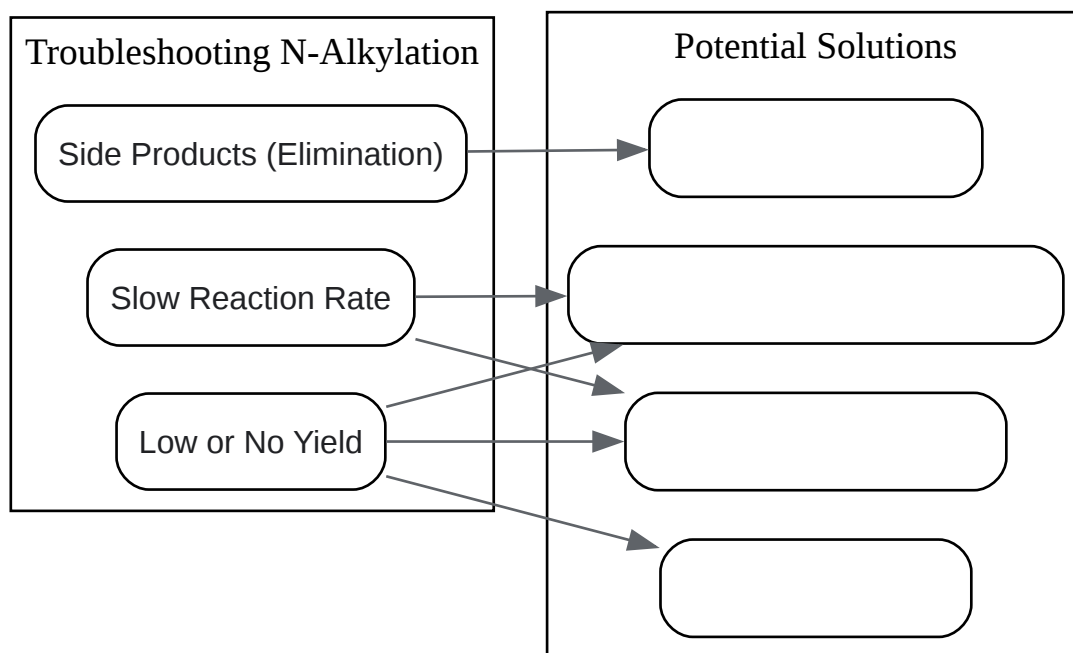 Troubleshooting N-Alkylation
Side Products (Elimination)
Slow Reaction Rate
Low or No Yield
Potential Solutions